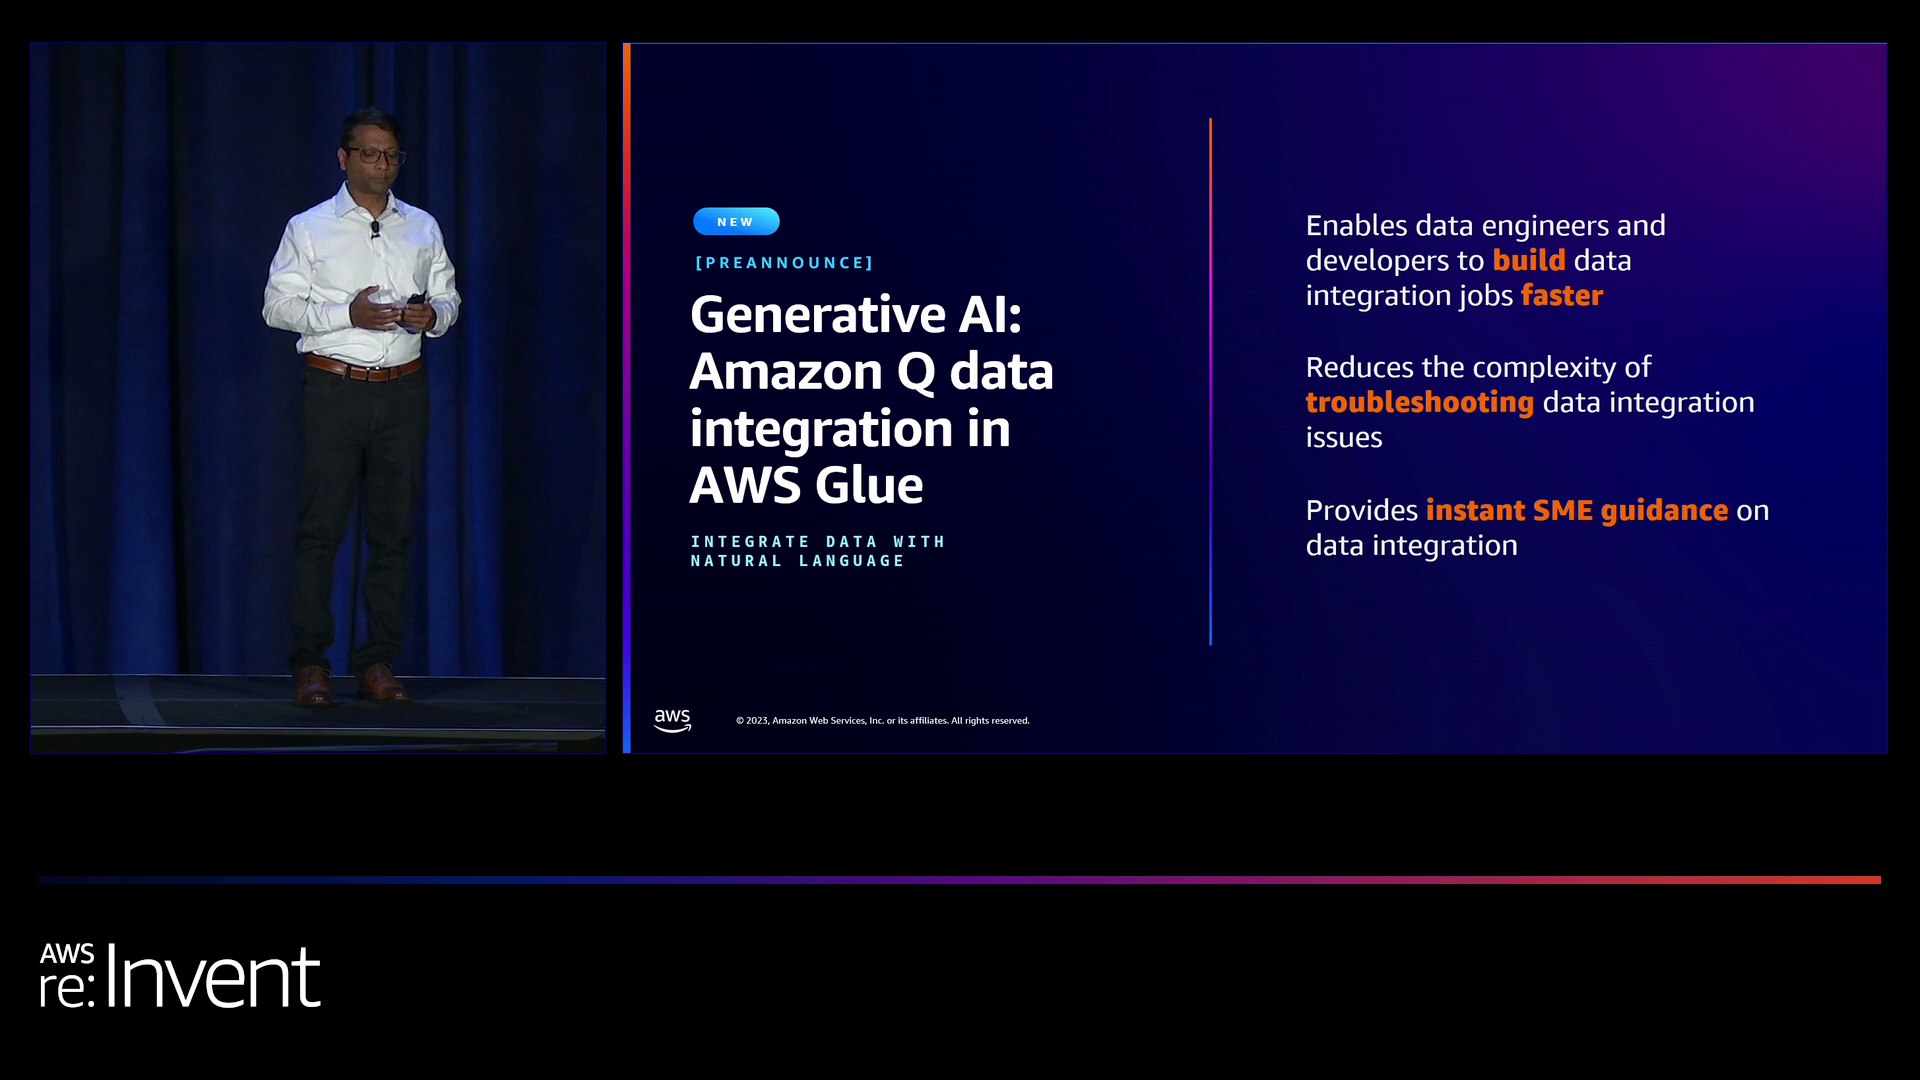 NEW
[PREANNOUNCE]
Generative AI:
Amazon Q data
integration in
AWS Glue
INTEGRATE DATA WITH
NATURAL LANGUAGE
Enables data engineers and
developers to build data
integration jobs faster
Reduces the complexity of
troubleshooting data integration
issues
Provides instant SME guidance on
data integration
aws
© 2023, Amazon Web Services, Inc. or its affiliates. All rights reserved.
AWS
re:Invent